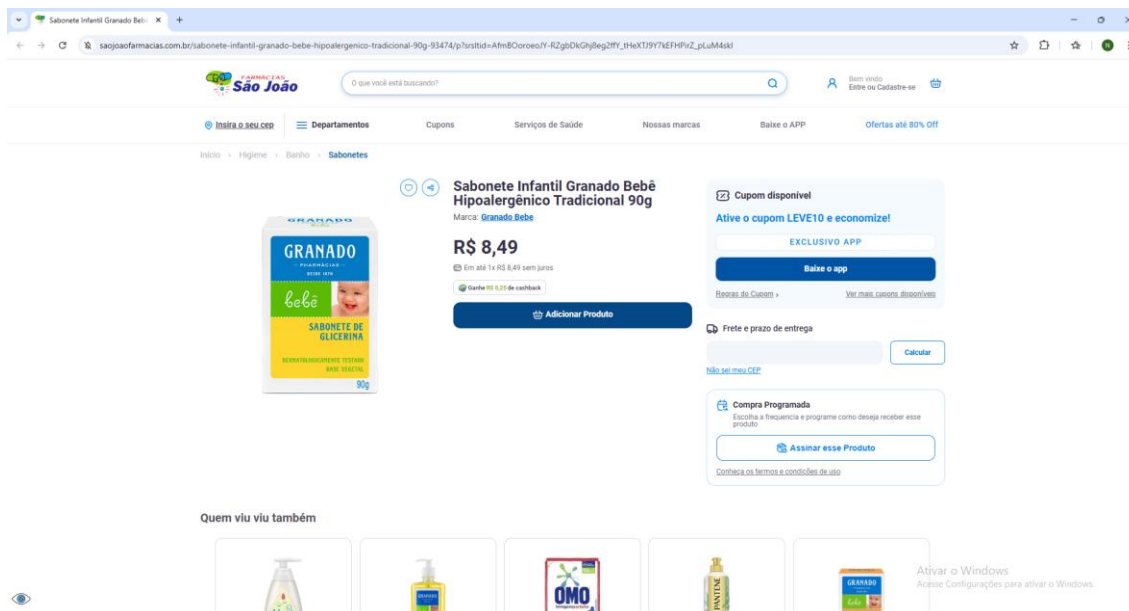 Sabonete Infantil Granado Beb
saojoaofarmacias.com.br/sabonete-infantil-granado-bebe-hipoalergenico-tradicional-90g-93474/p?srsltid=
N
FARMÁCIAS
São João
O que você está buscando?
Bem vindo
Entre ou Cadastre-se
Insira o seu cep
Departamentos
Cupons
Serviços de Saúde
Nossas marcas
Baixe o APP
Ofertas até 80% Off
Início > Higiene > Banho > Sabonetes
Sabonete Infantil Granado Bebê
Hipoalergênico Tradicional 90g
Marca: Granado Bebe
R$ 8,49
Em até 1x R$ 8,49 sem juros
Ganhe R$ 0,25 de cashback
Adicionar Produto
GRANADO
GRANADO
PHARMÁCIAS
DESDE 1870
bebê
SABONETE DE
GLICERINA
DERMATOLOGICAMENTE TESTADO
BASE VEGETAL
90g
Cupom disponível
Ative o cupom LEVE10 e economize!
EXCLUSIVO APP
Baixe o app
Regras do Cupom >
Ver mais cupons disponíveis
Frete e prazo de entrega
Calcular
Não sei meu CEP
Compra Programada
Escolha a frequencia e programe como deseja receber esse
produto
Assinar esse Produto
Conheça os termos e condições de uso
Quem viu viu também
GRANADO
OMO
PANTENE
GRANADO
bebê
Ativar o Windows
Acesse Configurações para ativar o Windows.